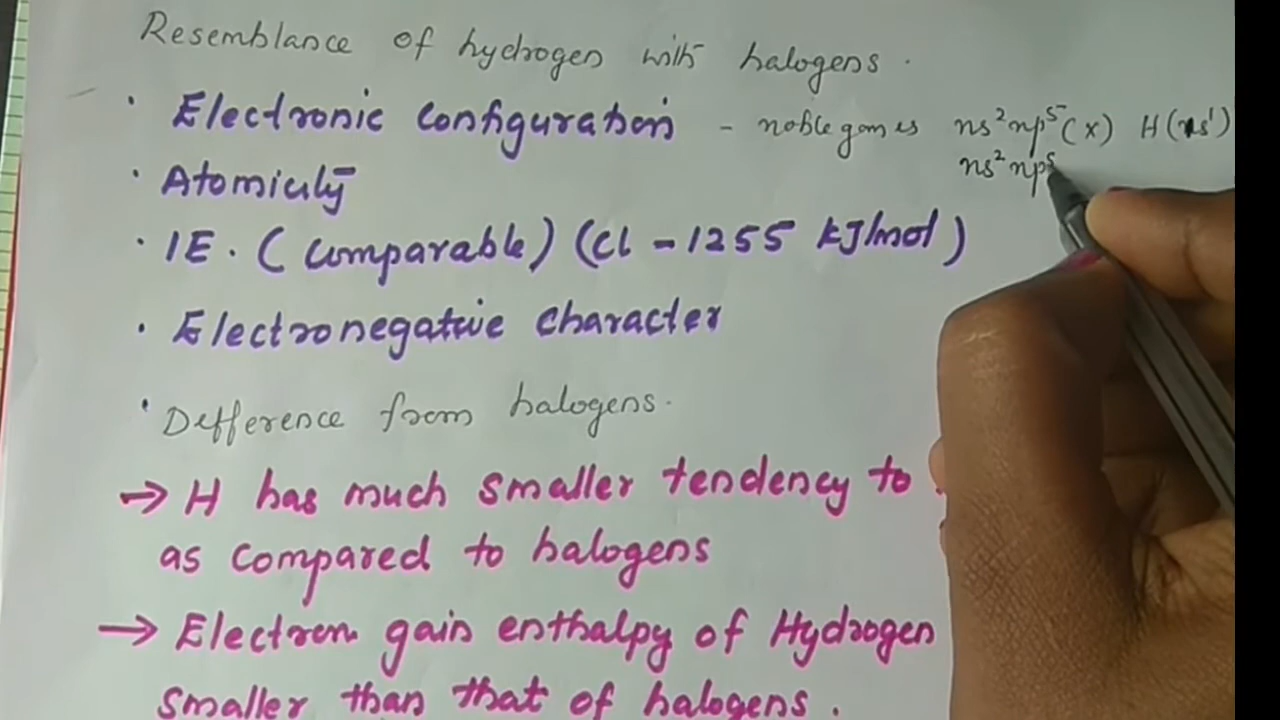 Resemblance of hydrogen with halogens.
• Electronic configuration - noble gases ns²np⁵(x) H(ns¹)
ns²np⁵
• Atomicity
• IE. (Comparable) (Cl - 1255 kJ/mol)
• Electronegative character
• Difference from halogens.
→ H has much smaller tendency to
as compared to halogens
→ Electron gain enthalpy of Hydrogen
smaller than that of halogens.